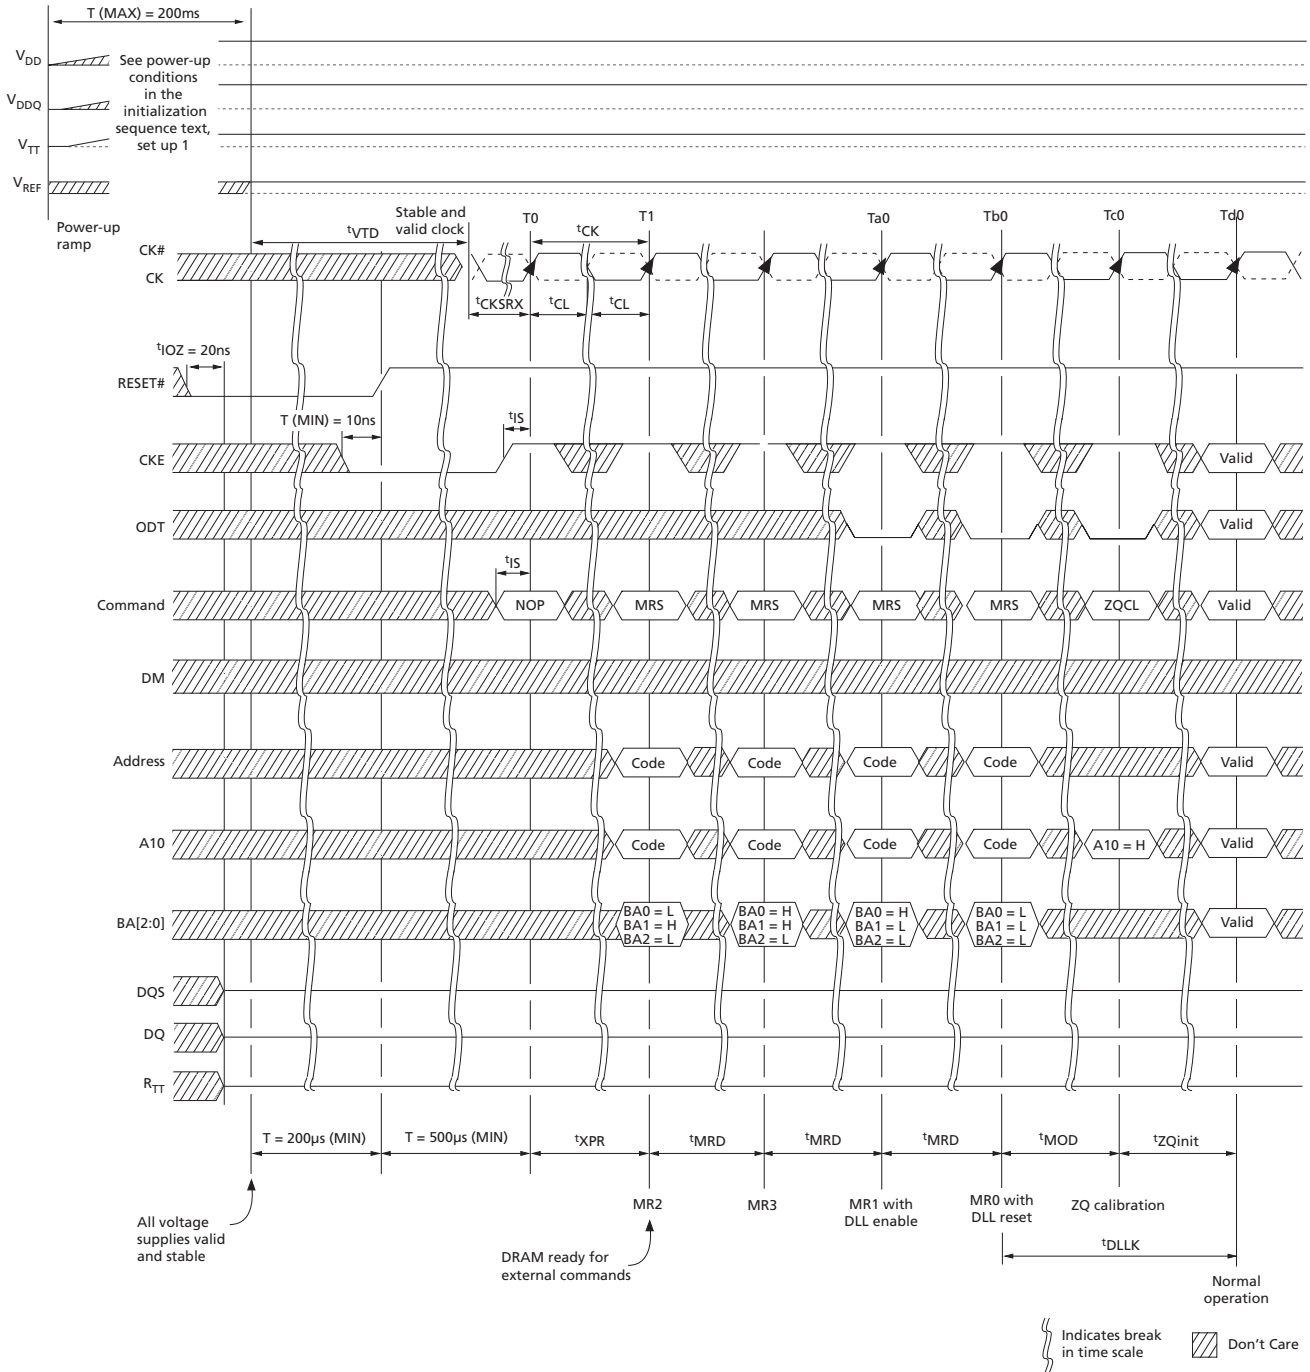 T (MAX) = 200ms
VDD
See power-up
conditions
in the
initialization
sequence text,
set up 1
VDDQ
VTT
VREF
Power-up
ramp
tVTD
Stable and
valid clock
T0
T1
Ta0
Tb0
Tc0
Td0
tCK
CK#
CK
tCKSRX
tCL
tCL
tIOZ = 20ns
RESET#
T (MIN) = 10ns
tIS
CKE
Valid
ODT
Valid
tIS
Command
NOP
MRS
MRS
MRS
MRS
ZQCL
Valid
DM
Address
Code
Code
Code
Code
Valid
A10
Code
Code
Code
Code
A10 = H
Valid
BA[2:0]
BA0 = L
BA1 = H
BA2 = L
BA0 = H
BA1 = H
BA2 = L
BA0 = H
BA1 = L
BA2 = L
BA0 = L
BA1 = L
BA2 = L
Valid
DQS
DQ
RTT
T = 200µs (MIN)
T = 500µs (MIN)
tXPR
tMRD
tMRD
tMRD
tMOD
tZQinit
All voltage
supplies valid
and stable
MR2
MR3
MR1 with
DLL enable
MR0 with
DLL reset
ZQ calibration
DRAM ready for
external commands
tDLLK
Normal
operation
Indicates break
in time scale
Don't Care